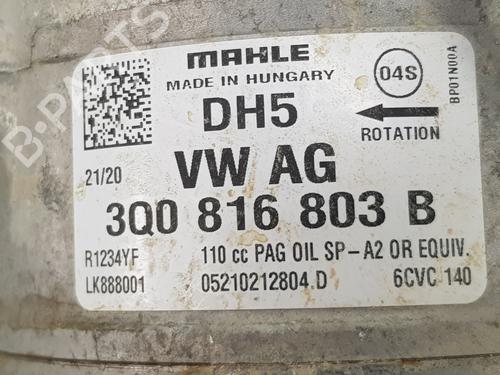 B-PARTS
MAHLE
MADE IN HUNGARY
04S
BP01N00A
DH5
ROTATION
21/20
VW AG
3Q0 816 803 B
R1234YF
110 cc PAG OIL SP-A2 OR EQUIV.
LK888001
05210212804.D
6CVC 140